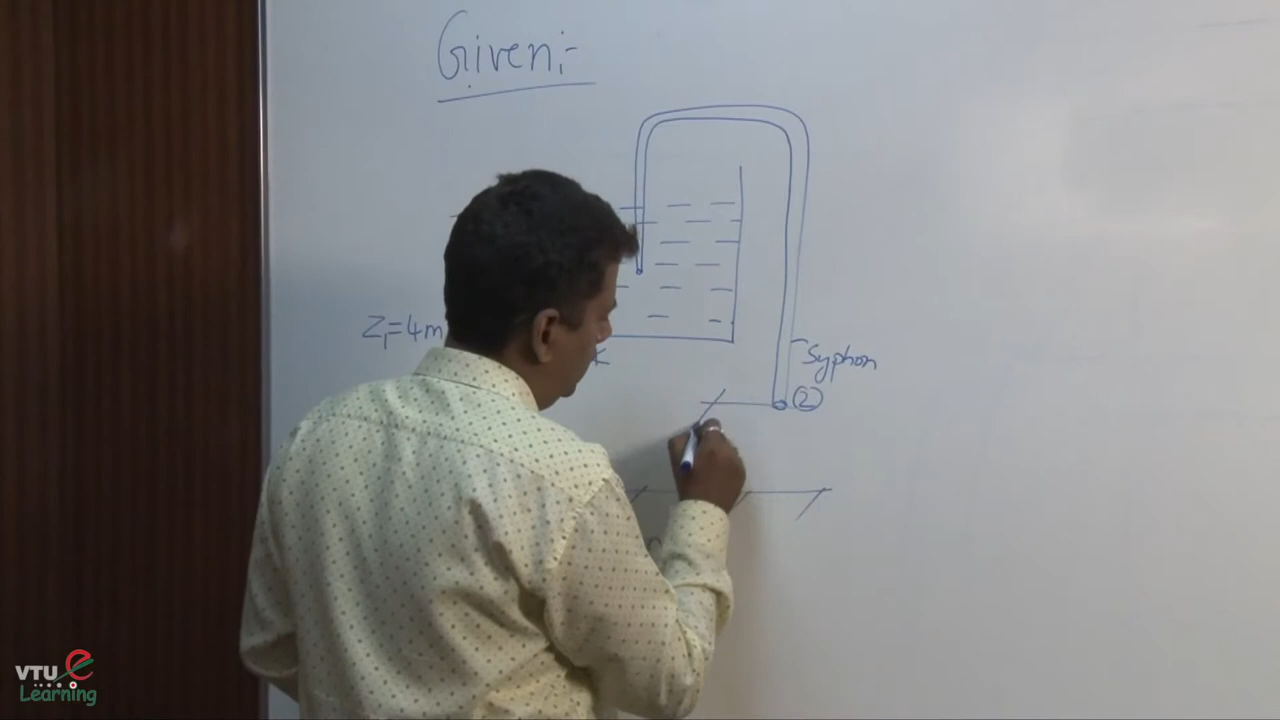 Given:-
Z₁=4m
Syphon
②
VTU e
Learning